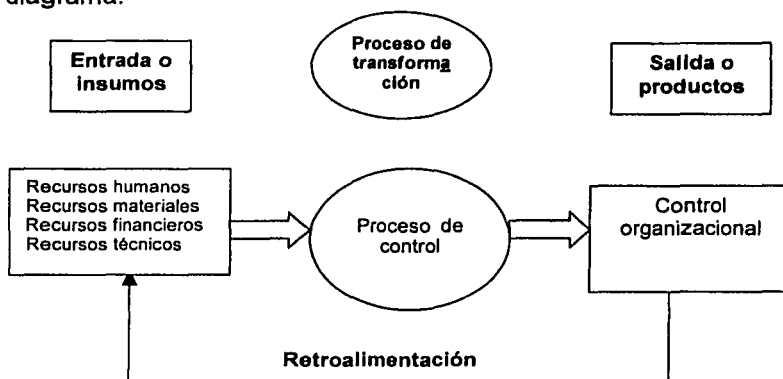 diagrama:
Entrada o
insumos
Proceso de
transforma
ción
Salida o
productos
Recursos humanos
Recursos materiales
Recursos financieros
Recursos técnicos
Proceso de
control
Control
organizacional
Retroalimentación